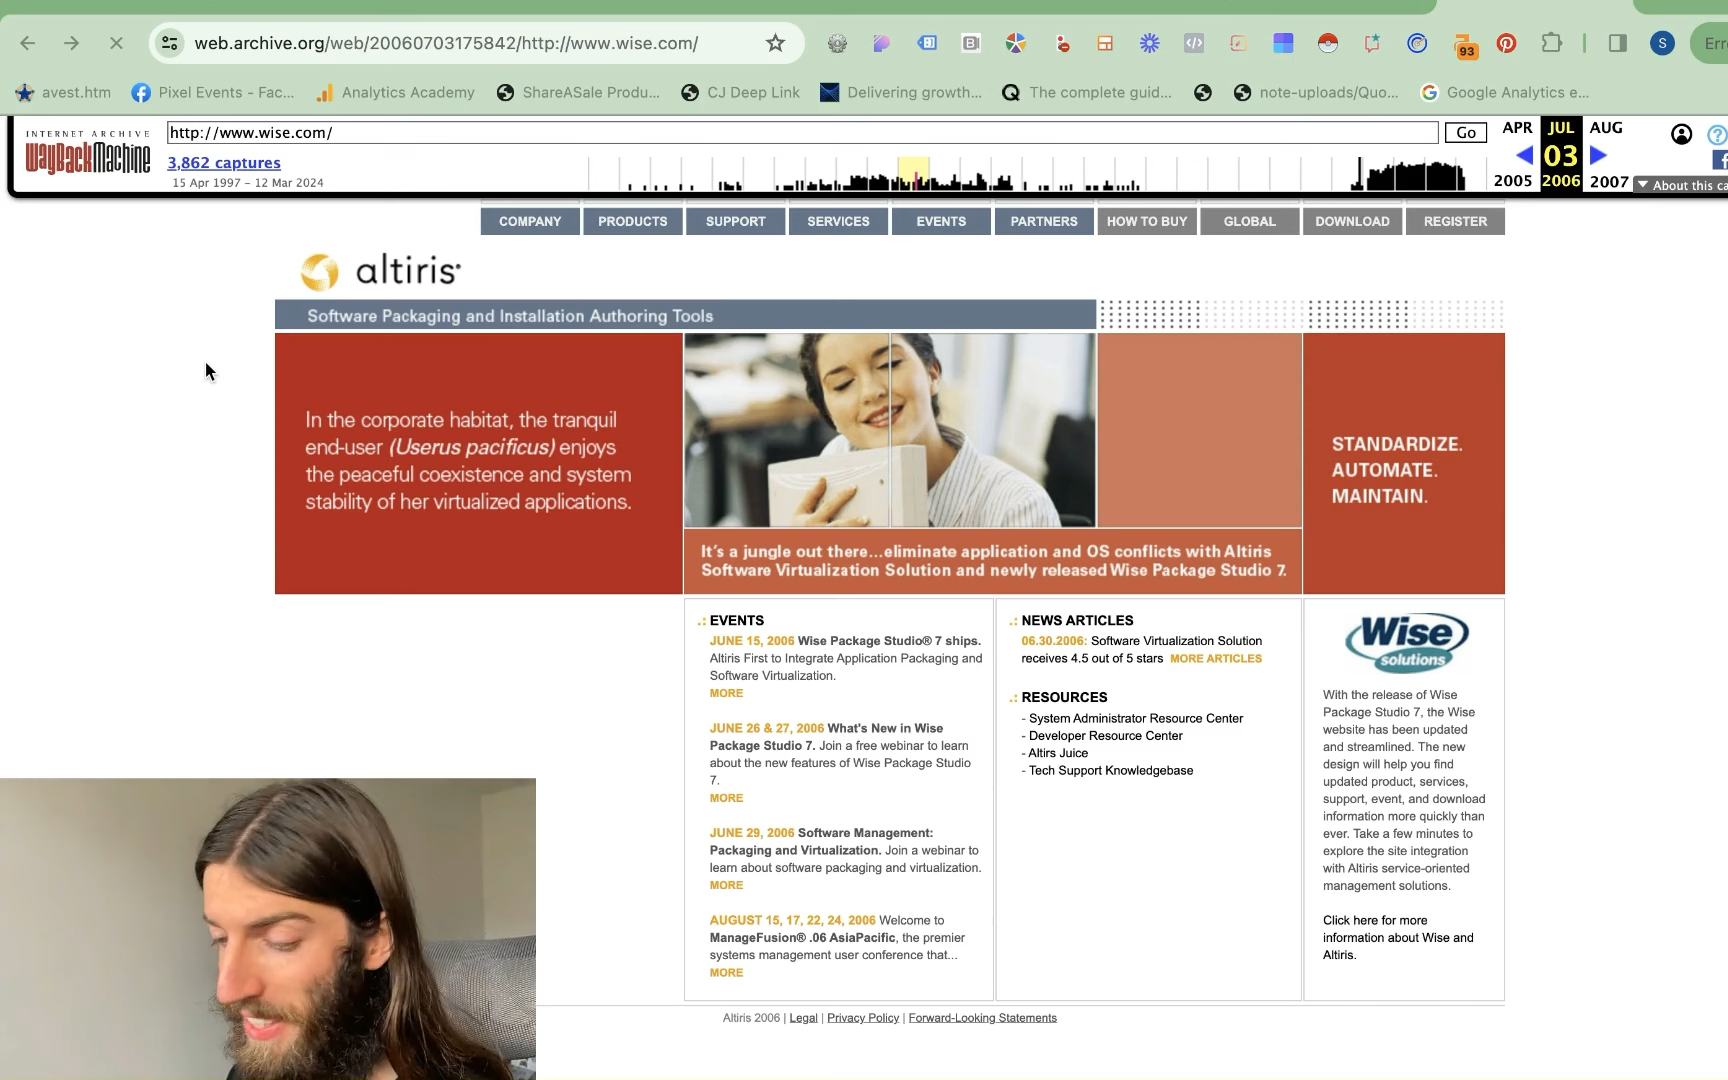 web.archive.org/web/20060703175842/http://www.wise.com/
93
S
avest.htm
Pixel Events - Fac...
Analytics Academy
ShareASale Produ...
CJ Deep Link
Delivering growth...
The complete guid...
note-uploads/Quo...
Google Analytics e...
INTERNET ARCHIVE
WayBackMachine
http://www.wise.com/
Go
3,862 captures
15 Apr 1997 – 12 Mar 2024
APR JUL AUG
03
2005 2006 2007
About this ca
COMPANY PRODUCTS SUPPORT SERVICES EVENTS PARTNERS HOW TO BUY GLOBAL DOWNLOAD REGISTER
altiris
Software Packaging and Installation Authoring Tools
In the corporate habitat, the tranquil
end-user (Userus pacificus) enjoys
the peaceful coexistence and system
stability of her virtualized applications.
STANDARDIZE.
AUTOMATE.
MAINTAIN.
It's a jungle out there...eliminate application and OS conflicts with Altiris
Software Virtualization Solution and newly released Wise Package Studio 7.
.: EVENTS
JUNE 15, 2006 Wise Package Studio® 7 ships.
Altiris First to Integrate Application Packaging and
Software Virtualization.
MORE
JUNE 26 & 27, 2006 What's New in Wise
Package Studio 7. Join a free webinar to learn
about the new features of Wise Package Studio
7.
MORE
JUNE 29, 2006 Software Management:
Packaging and Virtualization. Join a webinar to
learn about software packaging and virtualization.
MORE
AUGUST 15, 17, 22, 24, 2006 Welcome to
ManageFusion® .06 AsiaPacific, the premier
systems management user conference that...
MORE
.: NEWS ARTICLES
06.30.2006: Software Virtualization Solution
receives 4.5 out of 5 stars MORE ARTICLES
.: RESOURCES
- System Administrator Resource Center
- Developer Resource Center
- Altirs Juice
- Tech Support Knowledgebase
Wise
solutions
With the release of Wise
Package Studio 7, the Wise
website has been updated
and streamlined. The new
design will help you find
updated product, services,
support, event, and download
information more quickly than
ever. Take a few minutes to
explore the site integration
with Altiris service-oriented
management solutions.
Click here for more
information about Wise and
Altiris.
Altiris 2006 | Legal | Privacy Policy | Forward-Looking Statements